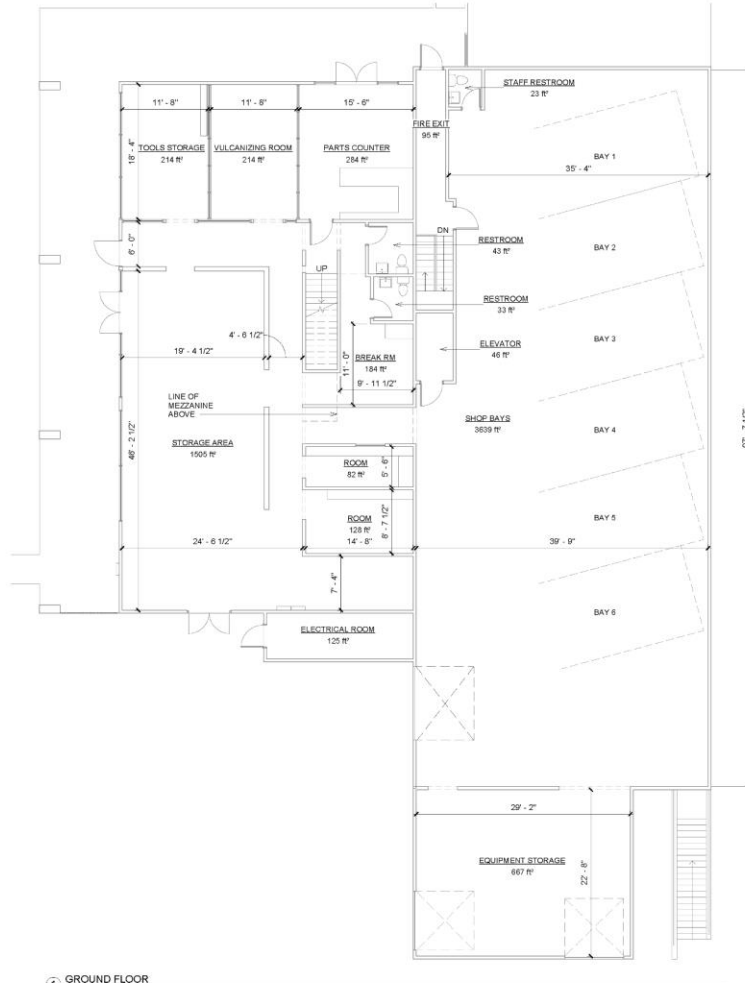 STAFF RESTROOM
23 ft²
11' - 8"
11' - 8"
15' - 6"
FIRE EXIT
95 ft²
18' - 4"
TOOLS STORAGE
214 ft²
VULCANIZING ROOM
214 ft²
PARTS COUNTER
284 ft²
BAY 1
35' - 4"
6' - 0"
DN
RESTROOM
43 ft²
BAY 2
UP
RESTROOM
33 ft²
4' - 6 1/2"
19' - 4 1/2"
11' - 0"
BREAK RM
184 ft²
9' - 11 1/2"
ELEVATOR
46 ft²
BAY 3
LINE OF
MEZZANINE
ABOVE
SHOP BAYS
3639 ft²
BAY 4
STORAGE AREA
1505 ft²
46' - 2 1/2"
ROOM
82 ft²
5' - 6"
ROOM
128 ft²
8' - 7 1/2"
BAY 5
24' - 6 1/2"
14' - 8"
39' - 9"
7' - 4"
BAY 6
ELECTRICAL ROOM
125 ft²
29' - 2"
EQUIPMENT STORAGE
667 ft²
22' - 8"
GROUND FLOOR